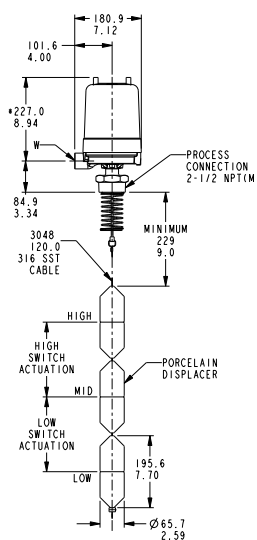 180.9
7.12
101.6
4.00
*227.0
8.94
W
PROCESS
CONNECTION
2-1/2 NPT(M
84.9
3.34
MINIMUM
229
9.0
3048
120.0
316 SST
CABLE
HIGH
HIGH
SWITCH
ACTUATION
PORCELAIN
DISPLACER
MID
LOW
SWITCH
ACTUATION
LOW
195.6
7.70
Ø65.7
2.59